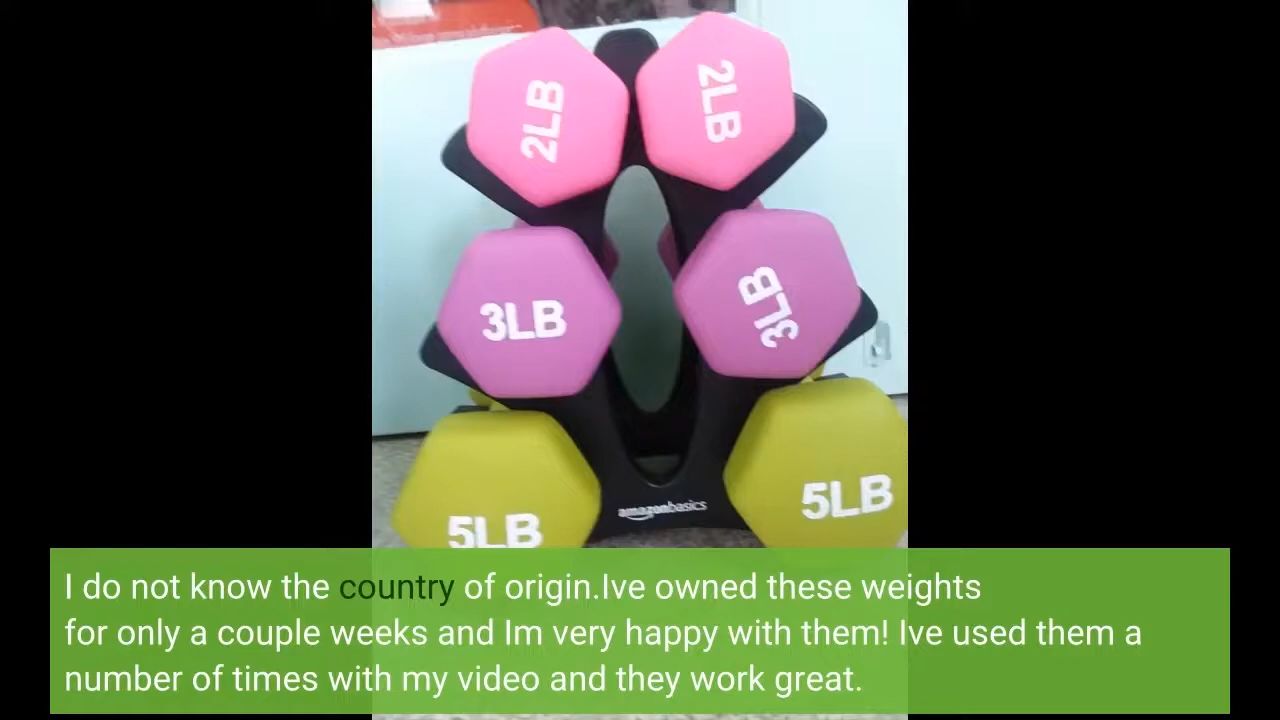 2LB
2LB
3LB
3LB
5LB
5LB
amazonbasics
I do not know the country of origin.Ive owned these weights
for only a couple weeks and Im very happy with them! Ive used them a
number of times with my video and they work great.